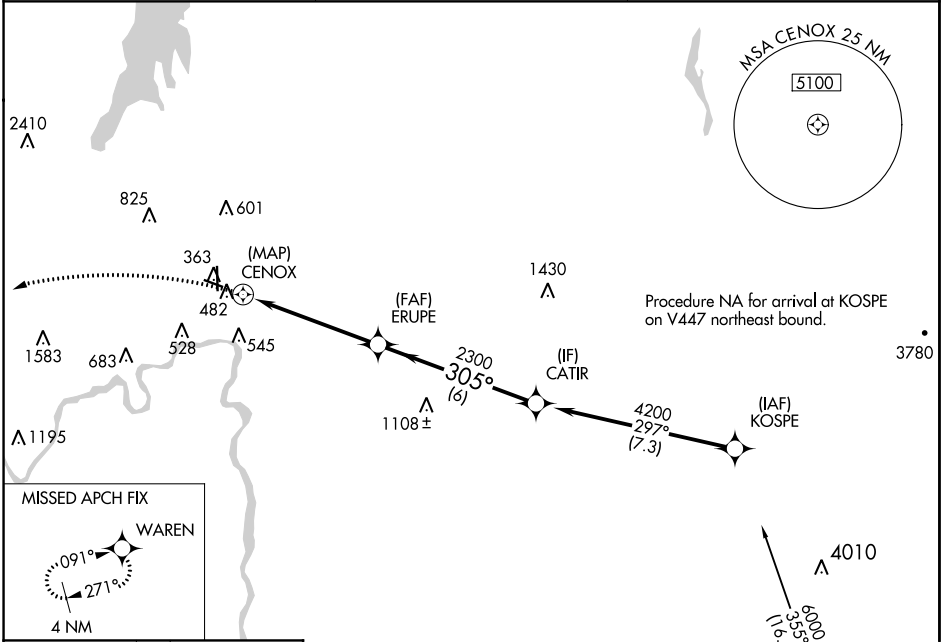 MSA CENOX 25 NM
5100
2410
825
601
363
(MAP)
CENOX
482
1430
(FAF)
ERUPE
Procedure NA for arrival at KOSPE
on V447 northeast bound.
3780
1583
683
528
545
2300
305°
(6)
(IF)
CATIR
1108±
4200
297°
(7.3)
(IAF)
KOSPE
1195
MISSED APCH FIX
WAREN
091°
271°
4 NM
4010
6000
355°